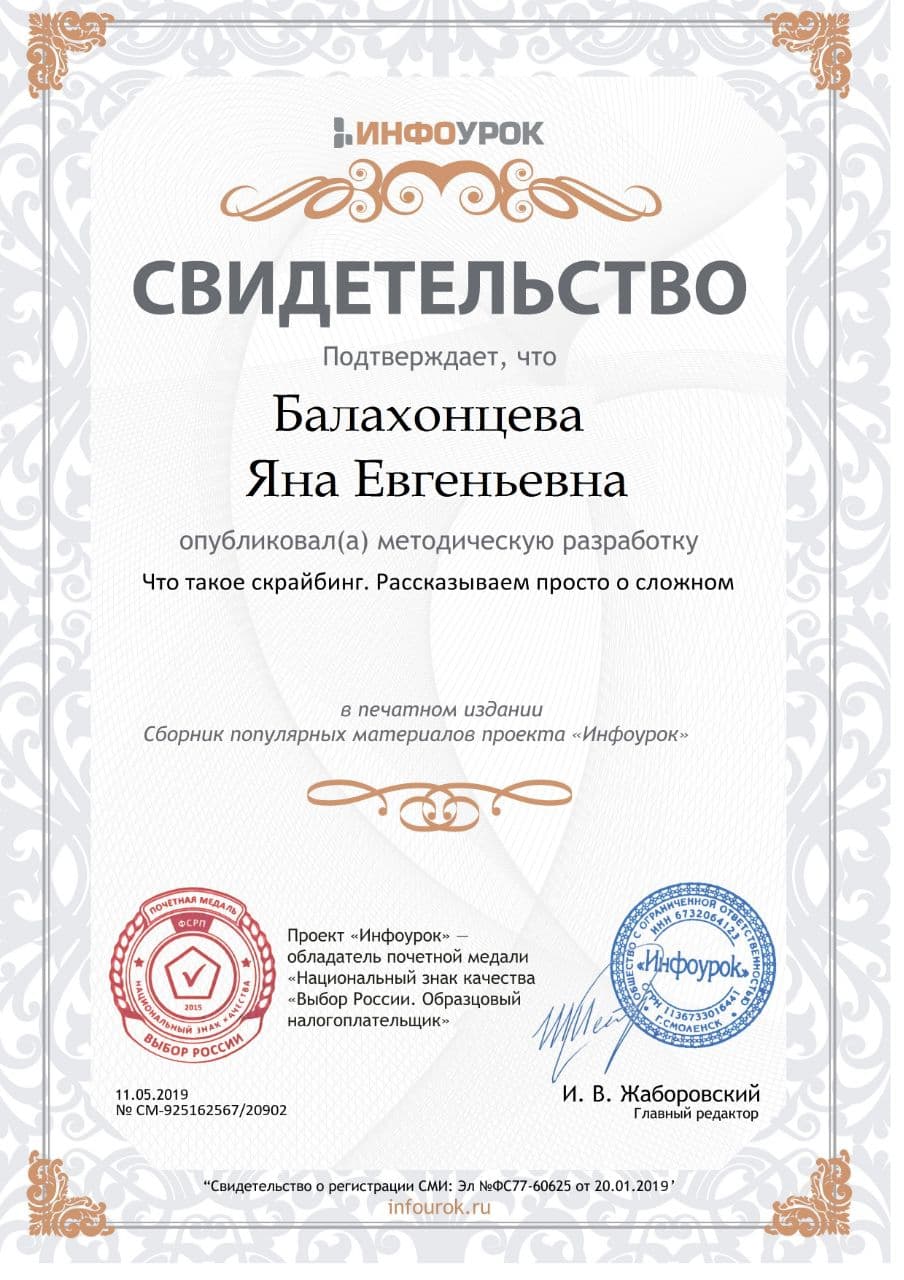 ИНФОУРОК
СВИДЕТЕЛЬСТВО
Подтверждает, что
Балахонцева
Яна Евгеньевна
опубликовал(а) методическую разработку
Что такое скрайбинг. Рассказываем просто о сложном
в печатном издании
Сборник популярных материалов проекта «Инфоурок»
ПОЧЕТНАЯ МЕДАЛЬ
ФСРП
2015
НАЦИОНАЛЬНЫЙ ЗНАК КАЧЕСТВА
ВЫБОР РОССИИ
Проект «Инфоурок» —
обладатель почетной медали
«Национальный знак качества
«Выбор России. Образцовый
налогоплательщик»
ОБЩЕСТВО С ОГРАНИЧЕННОЙ ОТВЕТСТВЕННОСТЬЮ
ИНН 6732064123
«Инфоурок»
ОГРН 1136733016441
Г.СМОЛЕНСК
11.05.2019
№ СМ-925162567/20902
И. В. Жаборовский
Главный редактор
“Свидетельство о регистрации СМИ: Эл №ФС77-60625 от 20.01.2019’
infourok.ru